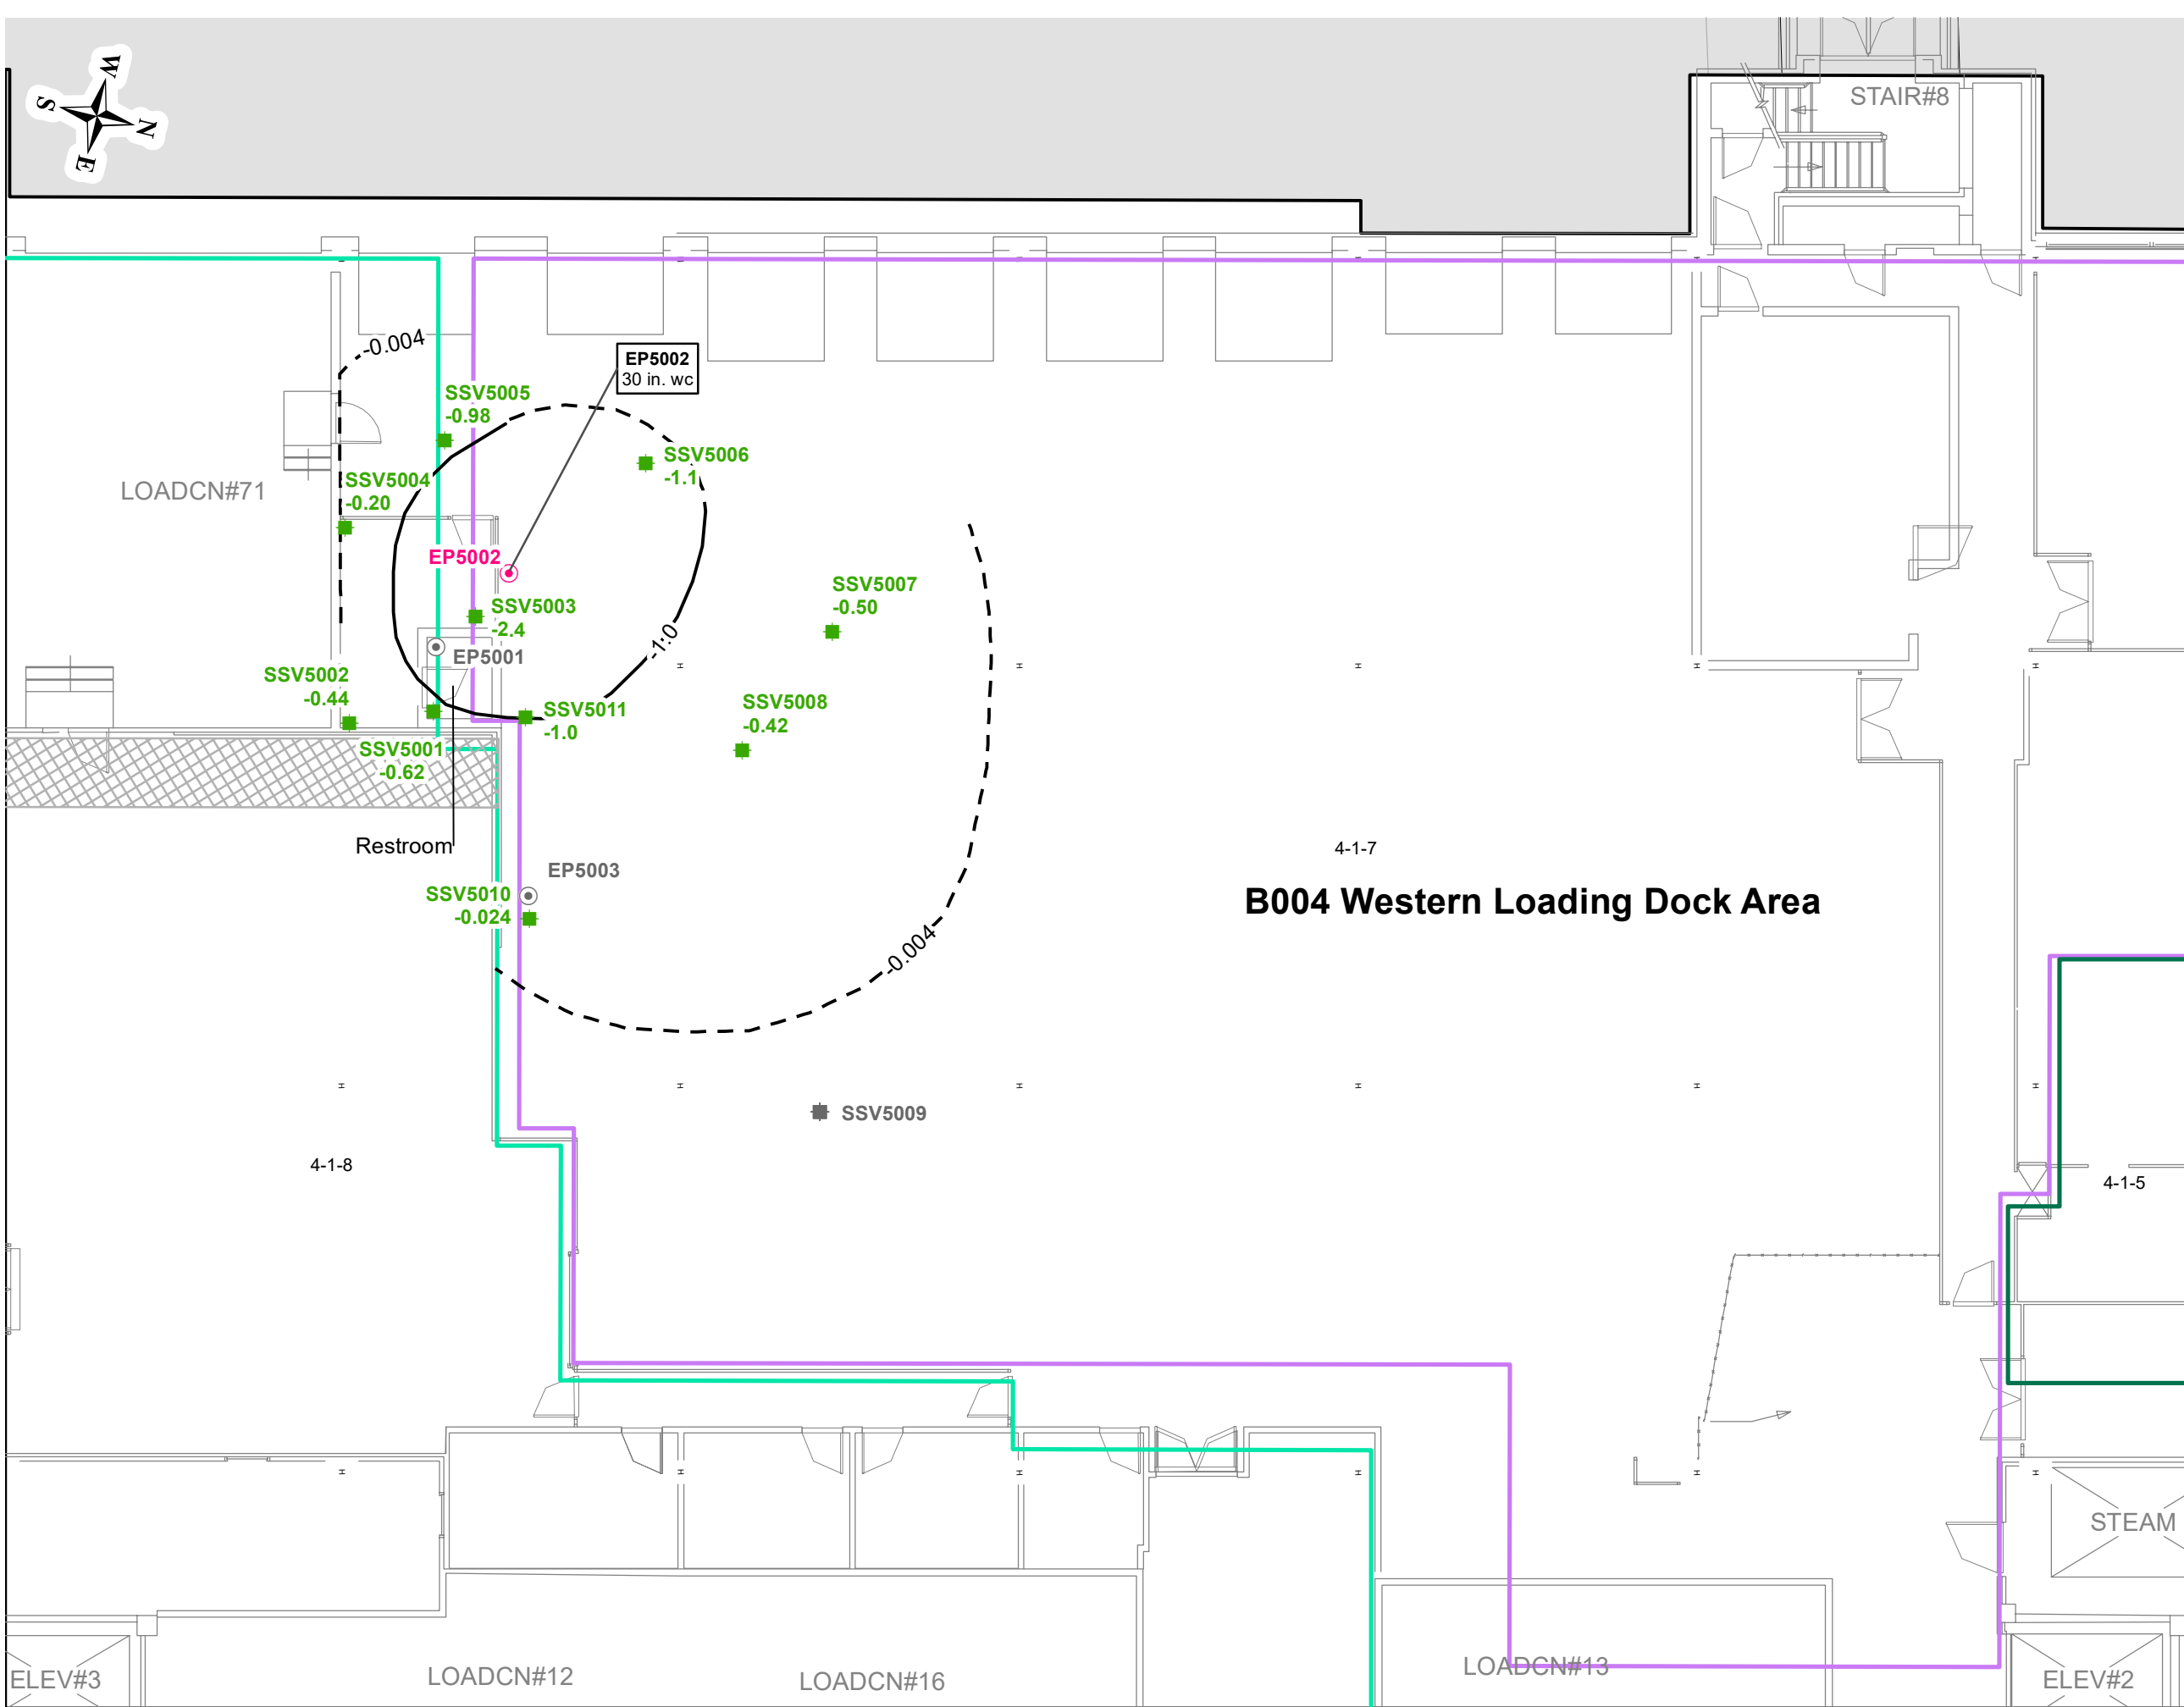 W
S
N
E
STAIR#8
-0.004
EP5002
30 in. wc
SSV5005
-0.98
SSV5006
-1.1
SSV5004
-0.20
LOADCN#71
EP5002
SSV5007
-0.50
SSV5003
-2.4
-1.0
EP5001
SSV5002
-0.44
SSV5011
-1.0
SSV5008
-0.42
SSV5001
-0.62
Restroom
4-1-7
EP5003
SSV5010
-0.024
B004 Western Loading Dock Area
-0.004
SSV5009
4-1-8
4-1-5
STEAM
ELEV#3
LOADCN#12
LOADCN#16
LOADCN#13
ELEV#2